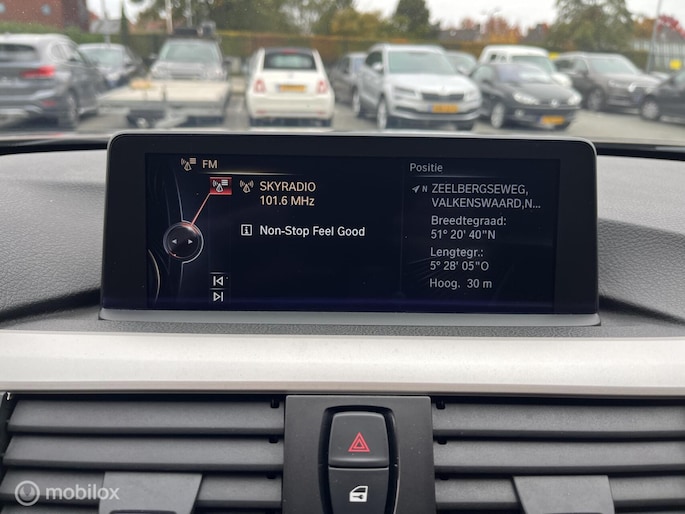 FM
SKYRADIO
101.6 MHz
Non-Stop Feel Good
Positie
N ZEELBERGSEWEG,
VALKENSWAARD,N...
Breedtegraad:
51° 20' 40"N
Lengtegr.:
5° 28' 05"O
Hoog. 30 m
mobilox